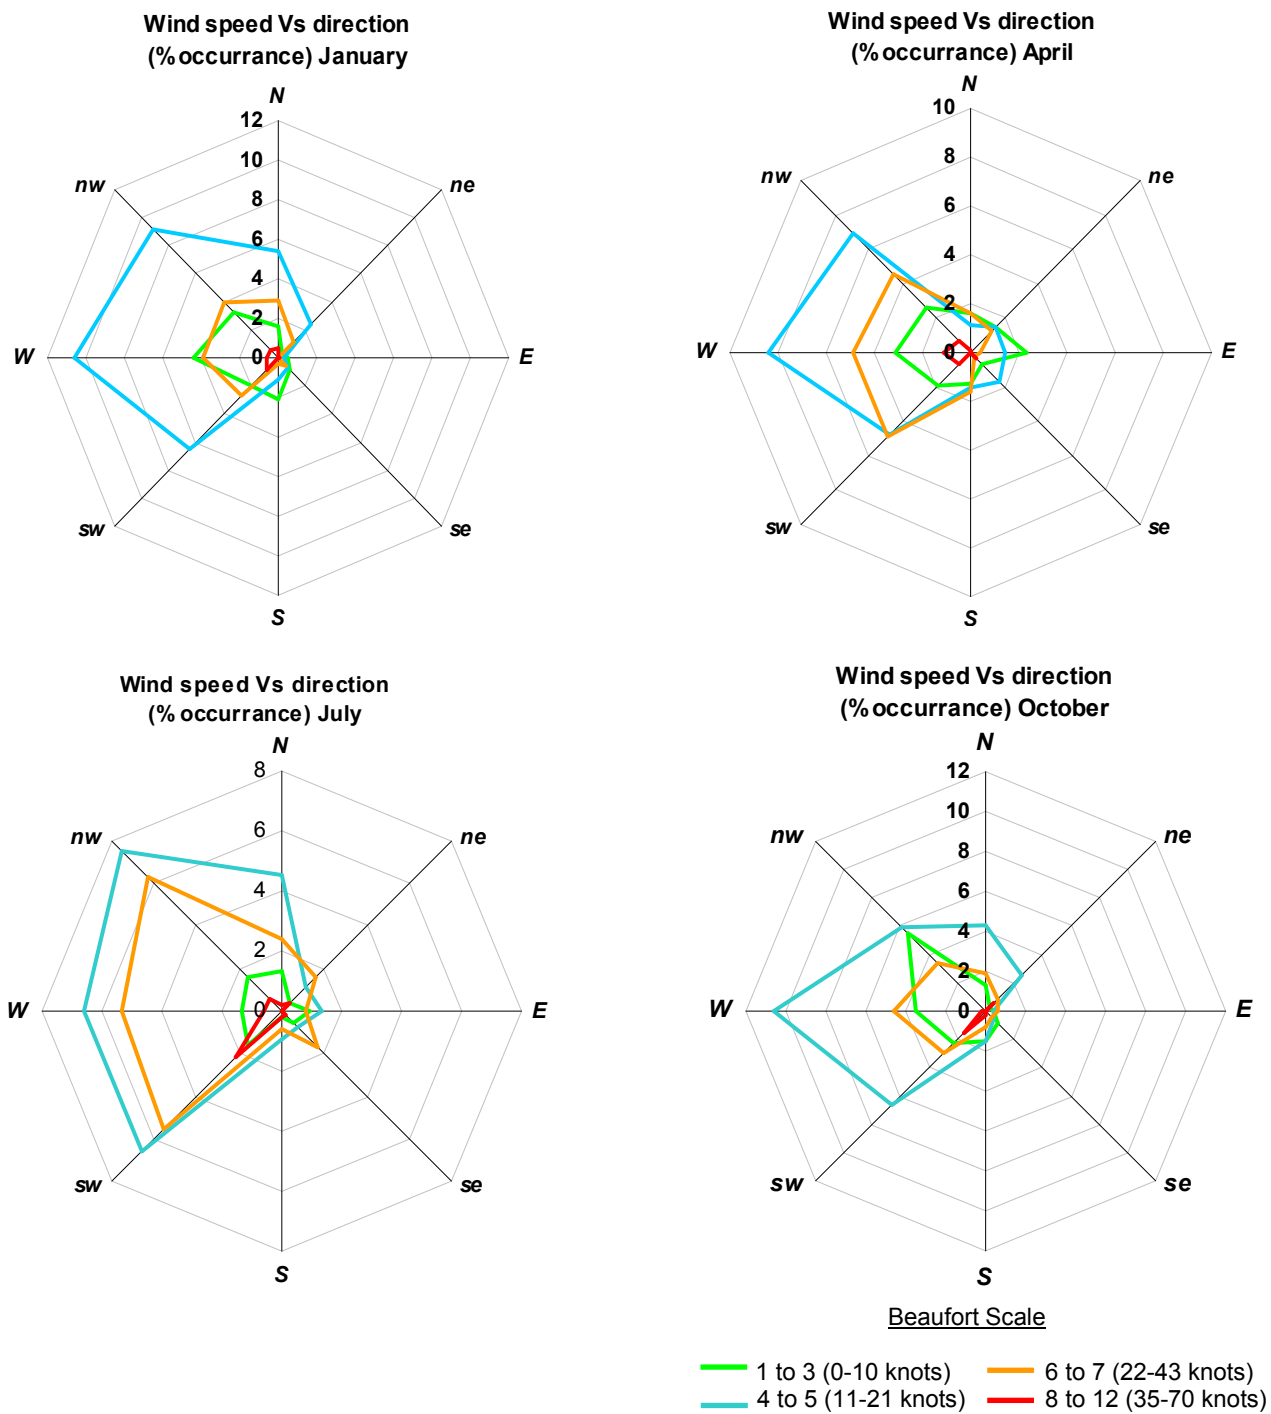 Wind speed Vs direction
(% occurrance) January
N
12
10
8
6
4
2
0
nw
ne
W
E
sw
se
S
Wind speed Vs direction
(% occurrance) April
N
10
8
6
4
2
0
nw
ne
W
E
sw
se
S
Wind speed Vs direction
(% occurrance) July
N
8
6
4
2
0
nw
ne
W
E
sw
se
S
Wind speed Vs direction
(% occurrance) October
N
12
10
8
6
4
2
0
nw
ne
W
E
sw
se
S
Beaufort Scale
1 to 3 (0-10 knots)
6 to 7 (22-43 knots)
4 to 5 (11-21 knots)
8 to 12 (35-70 knots)